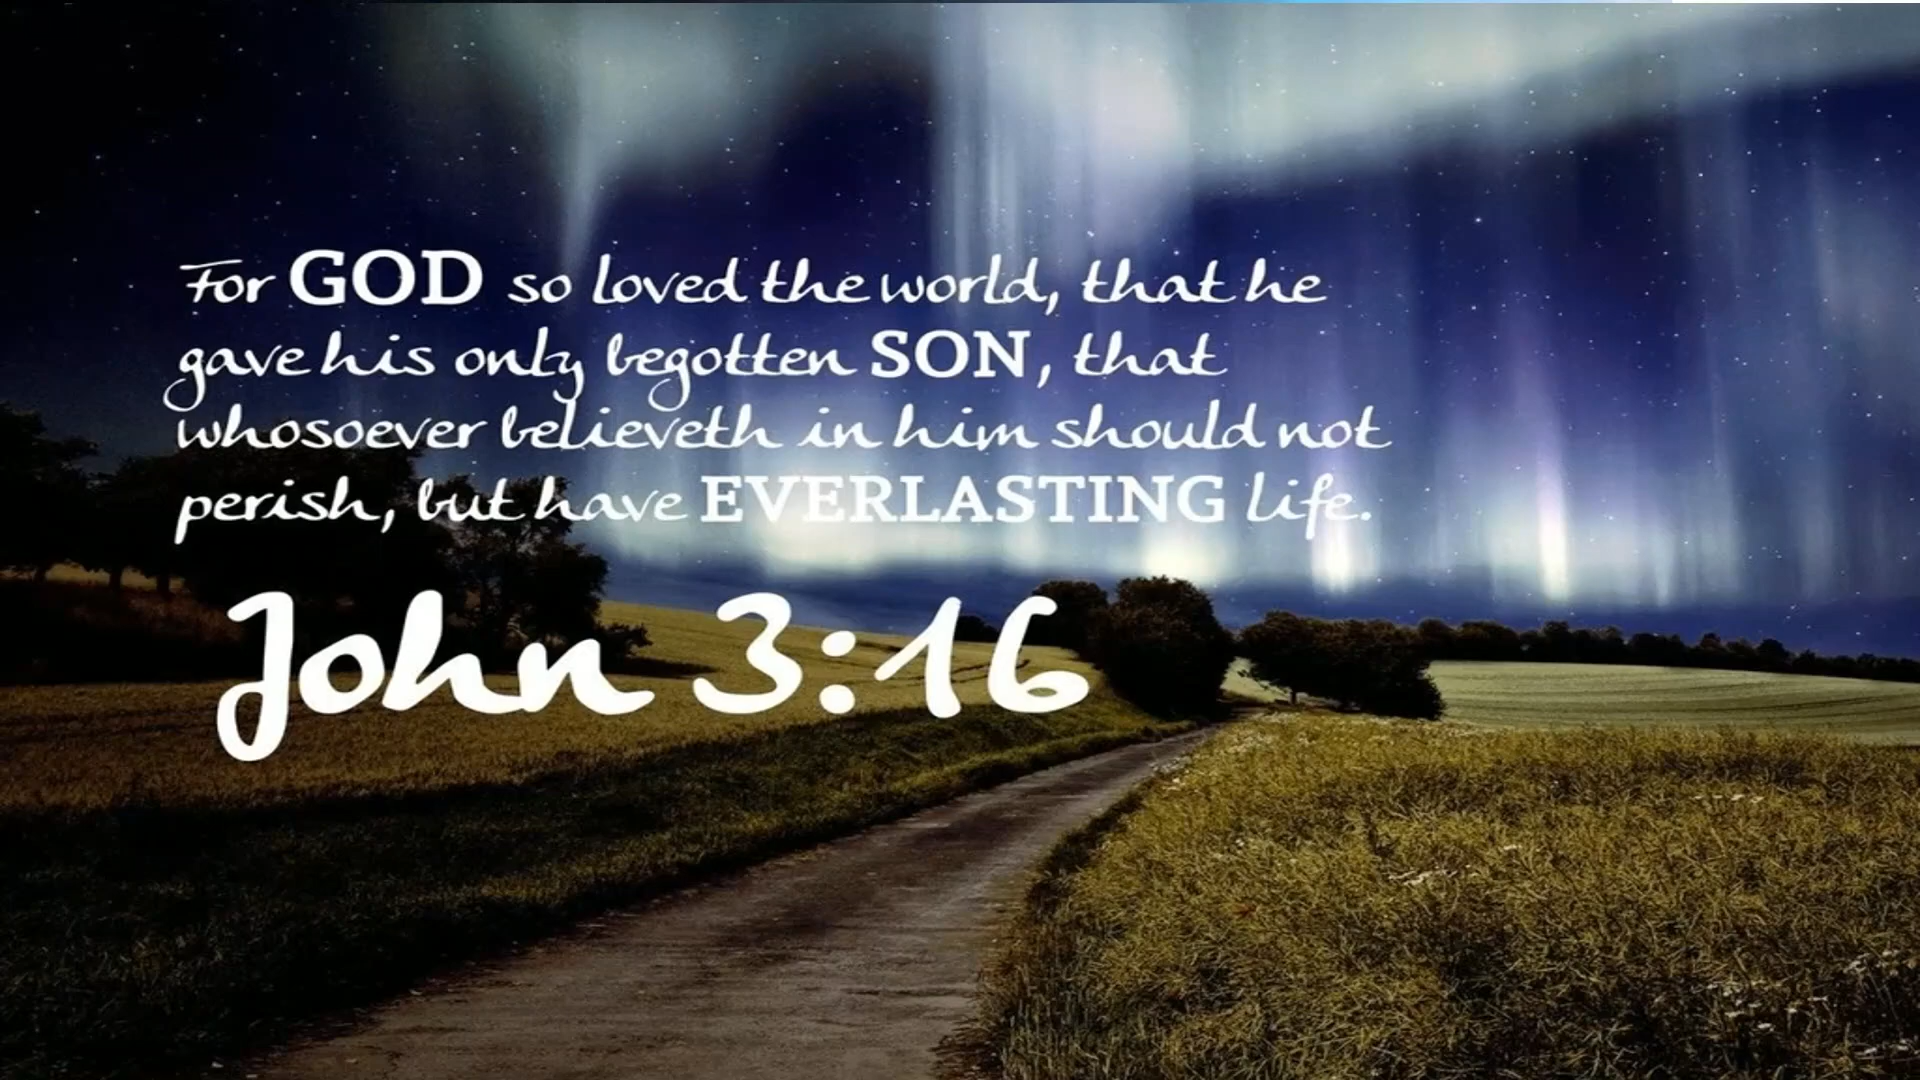 For GOD so loved the world, that he
gave his only begotten SON, that
whosoever believeth in him should not
perish, but have EVERLASTING life.
John 3:16